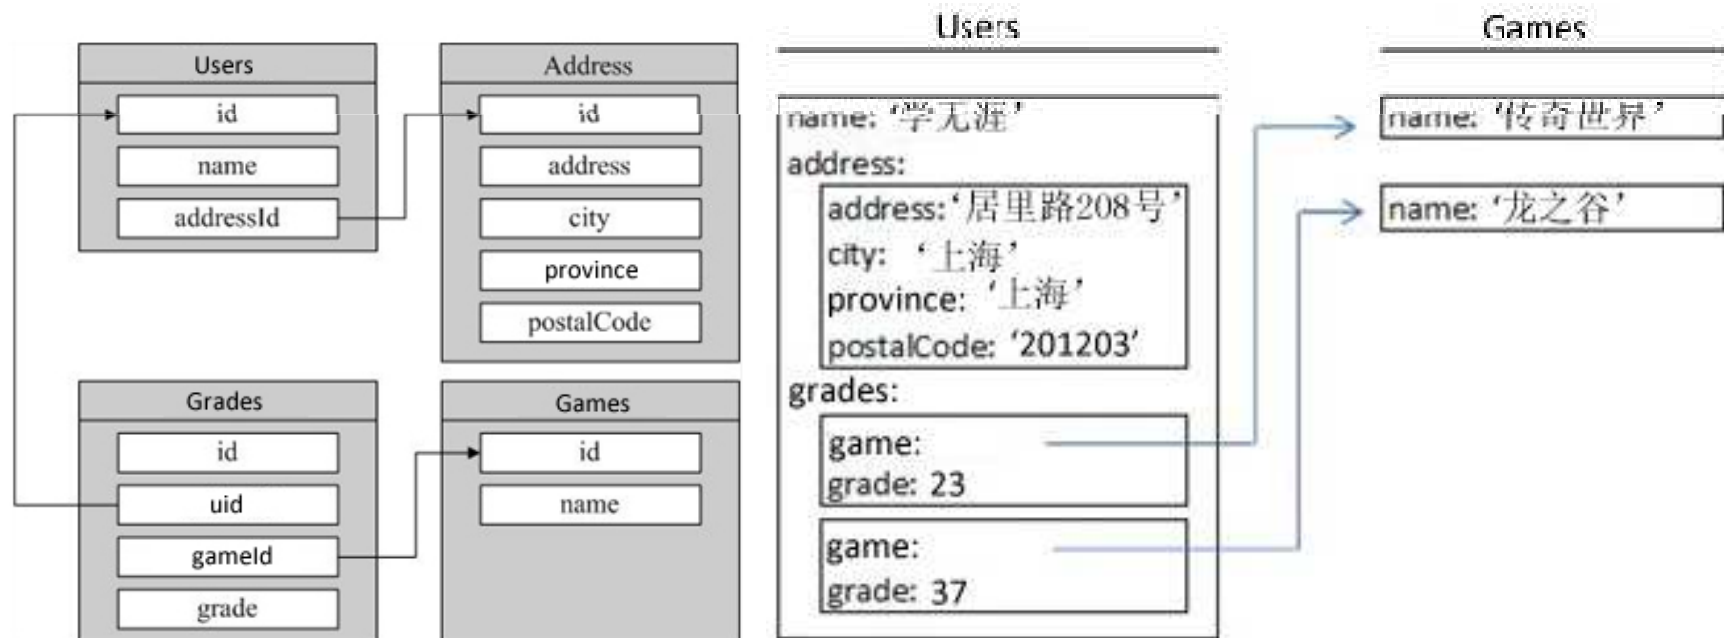 Users
id
name
addressId
Address
id
address
city
province
postalCode
Grades
id
uid
gameId
grade
Games
id
name
Users
name: ‘学无涯’
address:
address:‘居里路208号’
city: ‘上海’
province: ‘上海’
postalCode: ‘201203’
grades:
game:
grade: 23
game:
grade: 37
Games
name: ‘传奇世界’
name: ‘龙之谷’